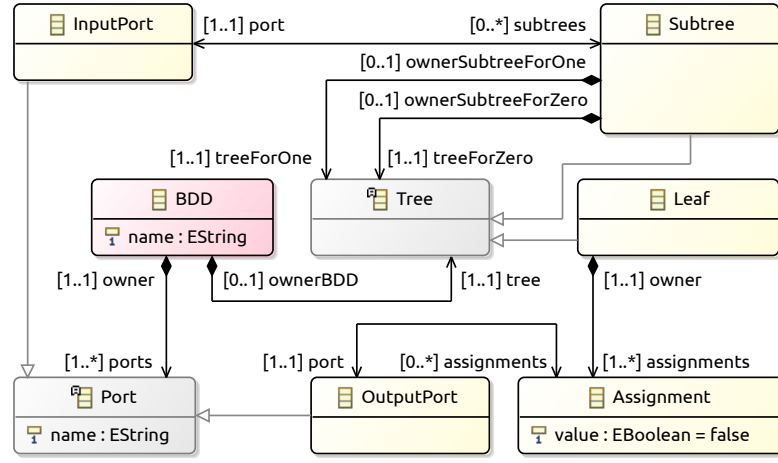 InputPort
[1..1] port
[0..*] subtrees
Subtree
[0..1] ownerSubtreeForOne
[0..1] ownerSubtreeForZero
[1..1] treeForOne
[1..1] treeForZero
BDD
name : EString
Tree
Leaf
[1..1] owner
[0..1] ownerBDD
[1..1] tree
[1..1] owner
[1..*] ports
[1..1] port
[0..*] assignments
[1..*] assignments
Port
name : EString
OutputPort
Assignment
value : EBoolean = false